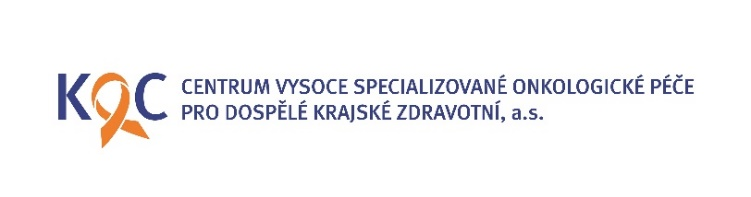 KOC CENTRUM VYSOCE SPECIALIZOVANÉ ONKOLOGICKÉ PÉČE
PRO DOSPĚLÉ KRAJSKÉ ZDRAVOTNÍ, a.s.